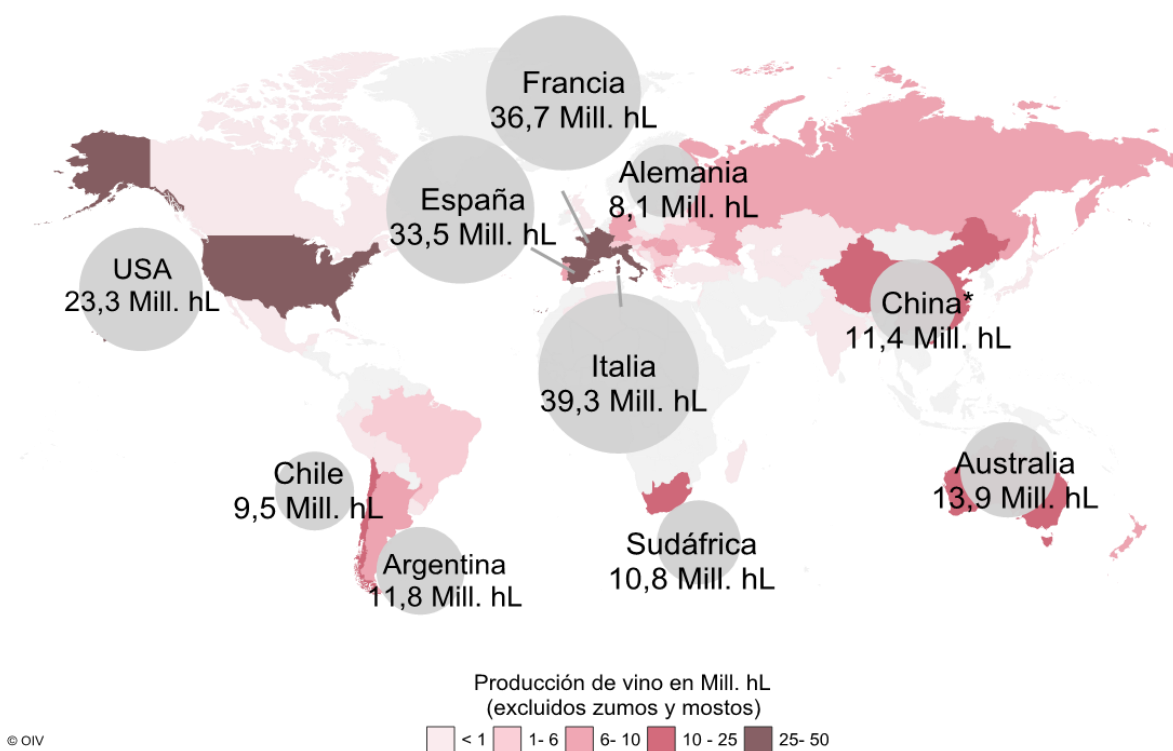 Francia
36,7 Mill. hL
Alemania
8,1 Mill. hL
España
33,5 Mill. hL
USA
23,3 Mill. hL
China*
11,4 Mill. hL
Italia
39,3 Mill. hL
Chile
9,5 Mill. hL
Australia
13,9 Mill. hL
Argentina
11,8 Mill. hL
Sudáfrica
10,8 Mill. hL
Producción de vino en Mill. hL
(excluidos zumos y mostos)
< 1 1- 6 6- 10 10 - 25 25- 50
© OIV